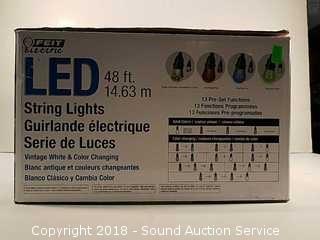 FEIT
electric
LED
48 ft.
14.63 m
String Lights
Guirlande électrique
Serie de Luces
Vintage White & Color Changing
Blanc antique et couleurs changeantes
Blanco Clásico y Cambia Color
13 Pre-Set Functions
13 Fonctions Programmées
13 Funciones Pre-programadas
Copyright 2018 - Sound Auction Service